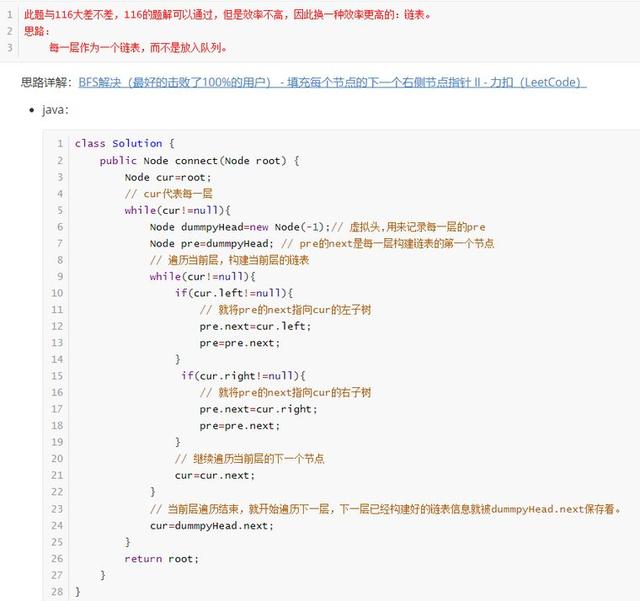 1 此题与116大差不差，116的题解可以通过，但是效率不高，因此换一种效率更高的：链表。
2 思路：
3 每一层作为一个链表，而不是放入队列。
思路详解：BFS解决（最好的击败了100%的用户） - 填充每个节点的下一个右侧节点指针 II - 力扣（LeetCode）
• java：
1 class Solution {
2     public Node connect(Node root) {
3         Node cur=root;
4         // cur代表每一层
5         while(cur!=null){
6             Node dummpyHead=new Node(-1);// 虚拟头,用来记录每一层的pre
7             Node pre=dummpyHead; // pre的next是每一层构建链表的第一个节点
8             // 遍历当前层，构建当前层的链表
9             while(cur!=null){
10                 if(cur.left!=null){
11                     // 就将pre的next指向cur的左子树
12                     pre.next=cur.left;
13                     pre=pre.next;
14                 }
15                  if(cur.right!=null){
16                     // 就将pre的next指向cur的右子树
17                     pre.next=cur.right;
18                     pre=pre.next;
19                 }
20                 // 继续遍历当前层的下一个节点
21                 cur=cur.next;
22             }
23             // 当前层遍历结束，就开始遍历下一层，下一层已经构建好的链表信息就被dummpyHead.next保存着。
24             cur=dummpyHead.next;
25         }
26         return root;
27     }
28 }